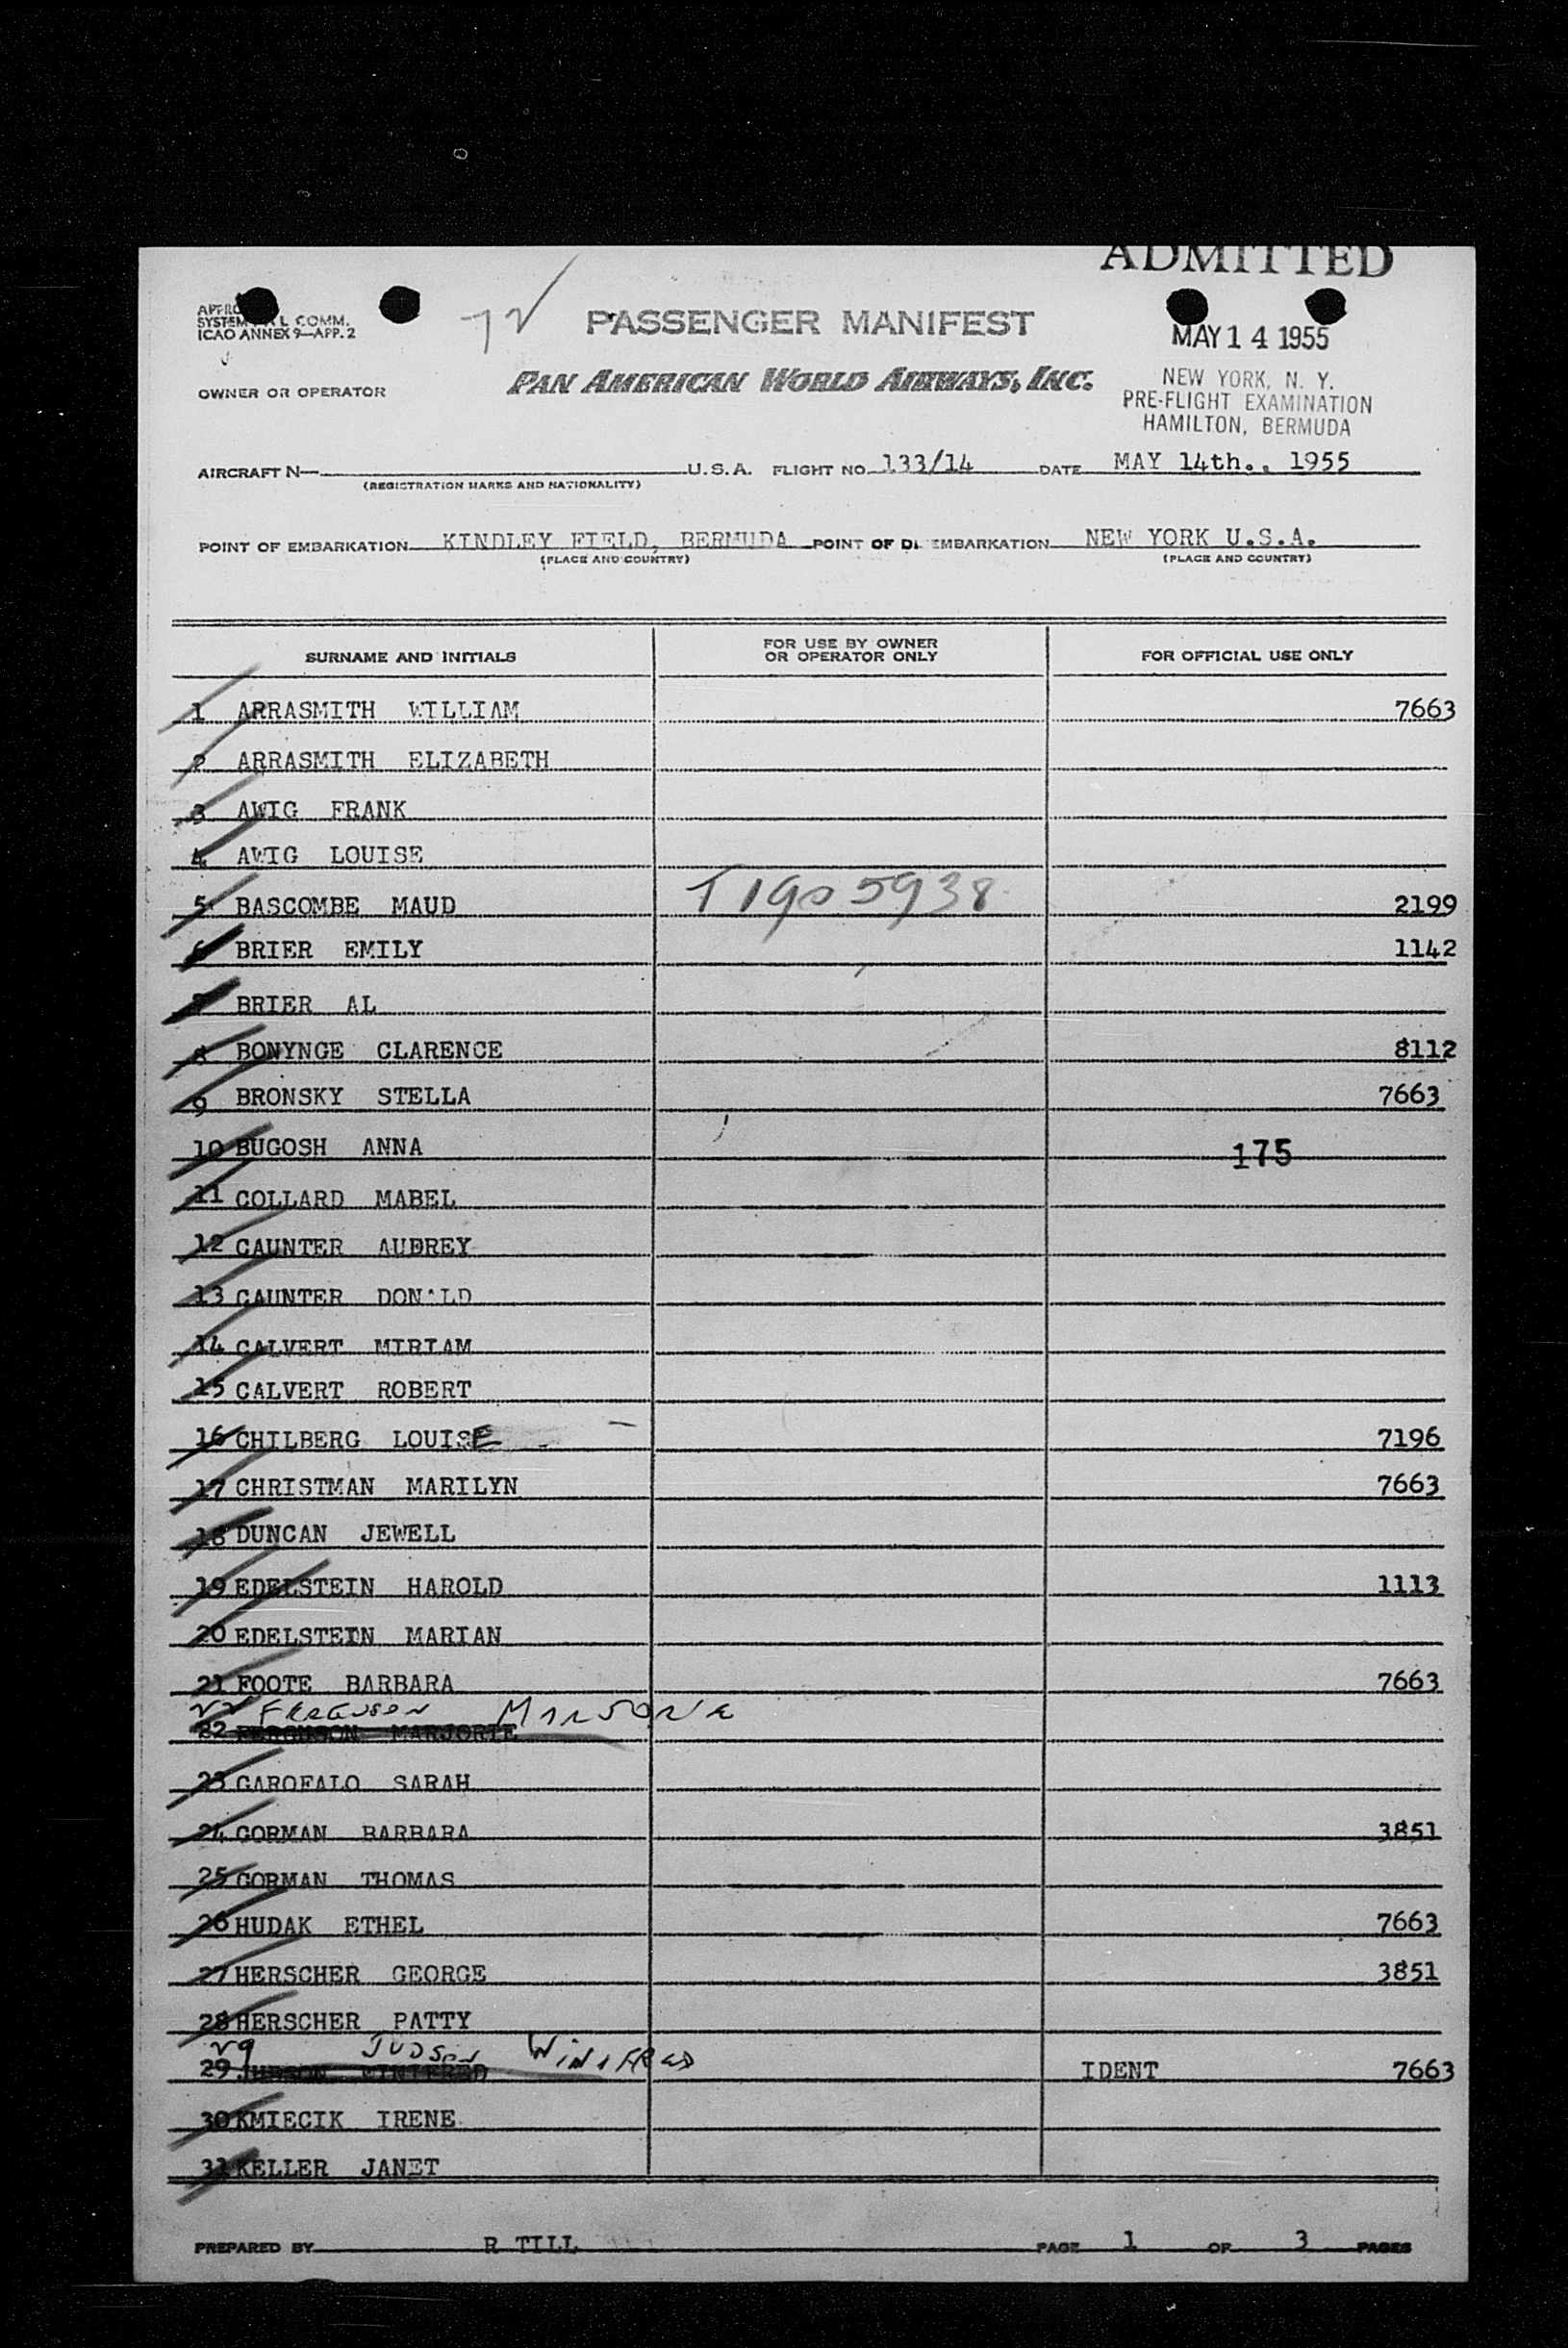 ADMITTED
SYSTEM L COMM.
ICAO ANNEX 9—APP. 2
72 PASSENGER MANIFEST
MAY 14 1955
OWNER OR OPERATOR PAN AMERICAN WORLD AIRWAYS, INC.
NEW YORK, N. Y.
PRE-FLIGHT EXAMINATION
HAMILTON, BERMUDA
AIRCRAFT N— U.S.A. FLIGHT NO. 133/14 DATE MAY 14th., 1955
(REGISTRATION MARKS AND NATIONALITY)
POINT OF EMBARKATION KINDLEY FIELD, BERMUDA POINT OF DISEMBARKATION NEW YORK U.S.A.
(PLACE AND COUNTRY) (PLACE AND COUNTRY)
SURNAME AND INITIALS FOR USE BY OWNER OR OPERATOR ONLY FOR OFFICIAL USE ONLY
1 ARRASMITH WILLIAM 7663
2 ARRASMITH ELIZABETH
3 AWIG FRANK
4 AWIG LOUISE
5 BASCOMBE MAUD T1905938 2199
6 BRIER EMILY 1142
7 BRIER AL
8 BONYNGE CLARENCE 8112
9 BRONSKY STELLA 7663
10 BUGOSH ANNA 175
11 COLLARD MABEL
12 CAUNTER AUDREY
13 CAUNTER DONALD
14 CALVERT MIRIAM
15 CALVERT ROBERT
16 CHILBERG LOUISE 7196
17 CHRISTMAN MARILYN 7663
18 DUNCAN JEWELL
19 EDELSTEIN HAROLD 1113
20 EDELSTEIN MARIAN
21 FOOTE BARBARA 7663
22 FERGUSON
22 FERGUSON MARJORIE
23 GAROFALO SARAH
24 GORMAN BARBARA 3851
25 GORMAN THOMAS
26 HUDAK ETHEL 7663
27 HERSCHER GEORGE 3851
28 HERSCHER PATTY
29 JUDSON WINIFRED
29 IDENT 7663
30 KMIECIK IRENE
31 KELLER JANET
PREPARED BY R TILL PAGE 1 OF 3 PAGES